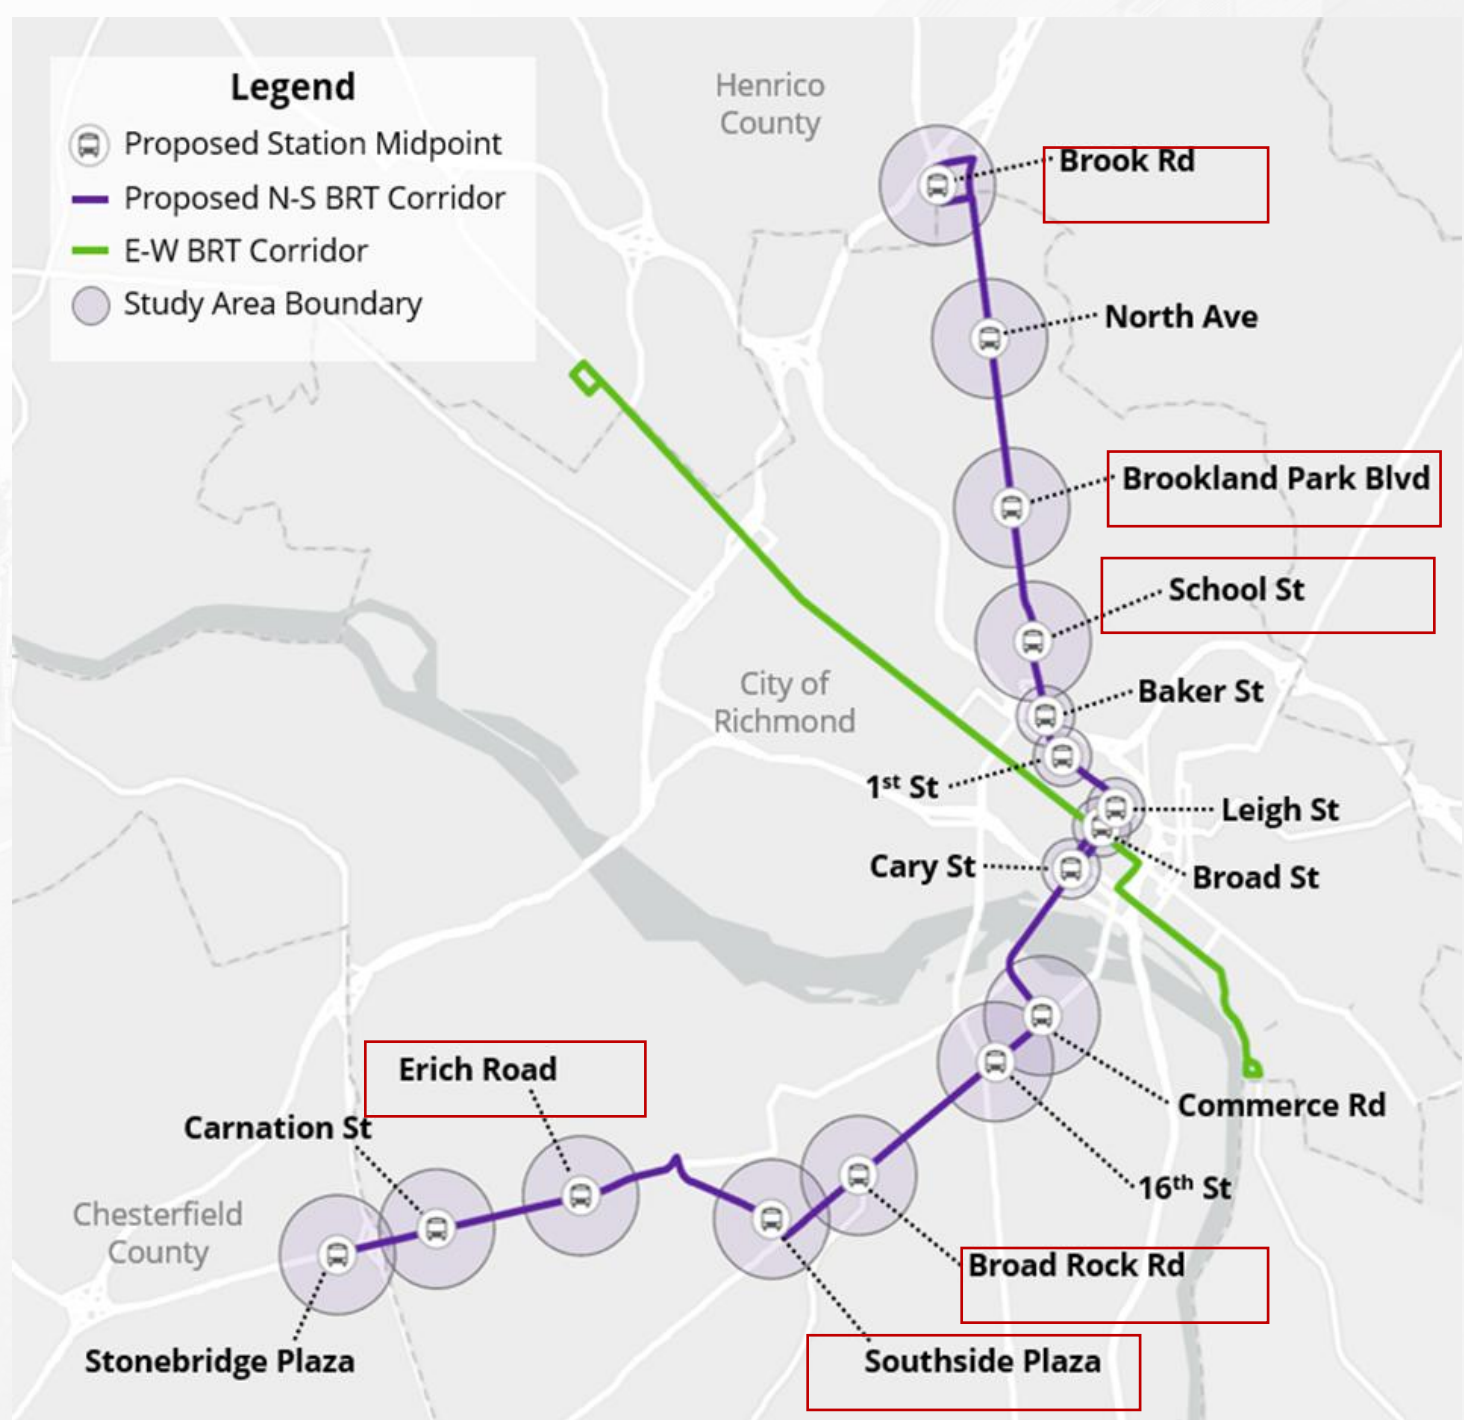 Legend
Proposed Station Midpoint
Proposed N-S BRT Corridor
E-W BRT Corridor
Study Area Boundary
Henrico
County
Brook Rd
North Ave
Brookland Park Blvd
School St
City of
Richmond
Baker St
1st St
Leigh St
Cary St
Broad St
Erich Road
Commerce Rd
Carnation St
16th St
Chesterfield
County
Broad Rock Rd
Stonebridge Plaza
Southside Plaza